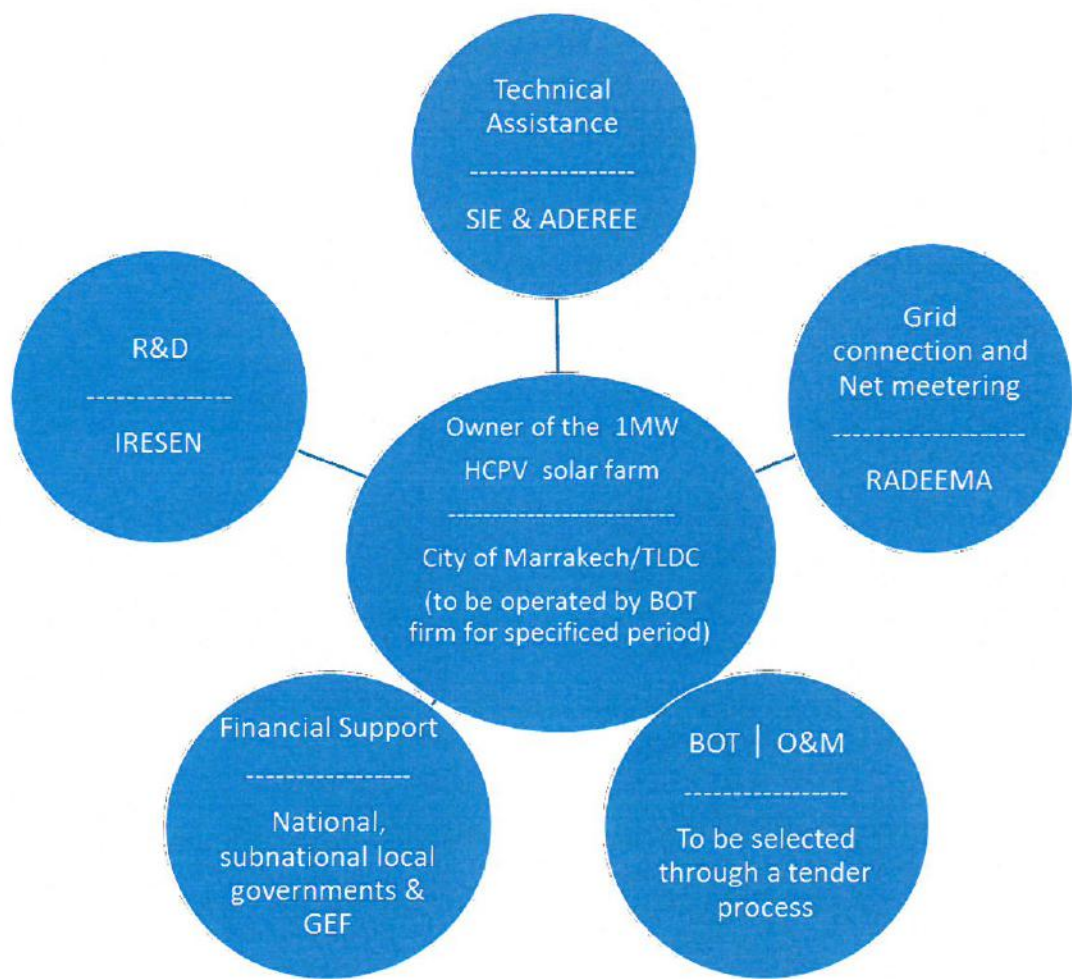 Technical
Assistance
------------------
SIE & ADEREE
R&D
----------------
IRESEN
Grid
connection and
Net meetering
---------------------
RADEEMA
Owner of the 1MW
HCPV solar farm
-------------------------
City of Marrakech/TLDC
(to be operated by BOT
firm for specificed period)
Financial Support
------------------
National,
subnational local
governments &
GEF
BOT | O&M
-----------------
To be selected
through a tender
process